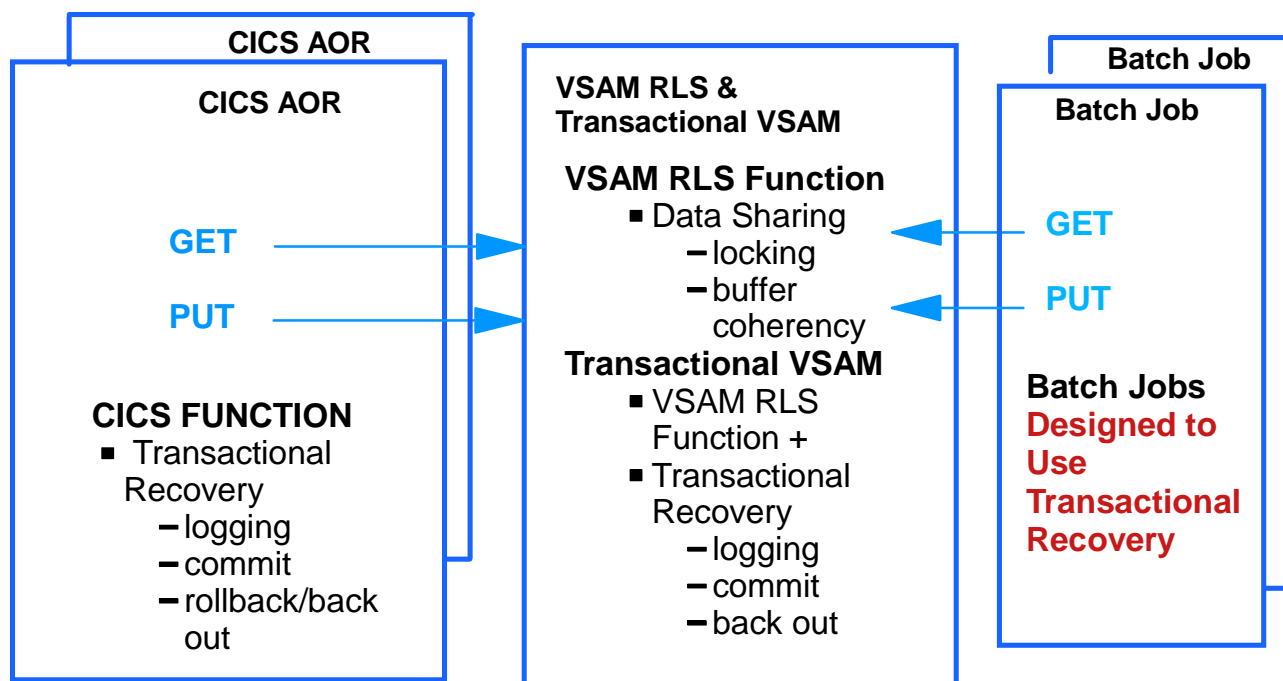 CICS AOR
CICS AOR
GET
PUT
CICS FUNCTION
▪ Transactional
Recovery
– logging
– commit
– rollback/back
out
VSAM RLS &
Transactional VSAM
VSAM RLS Function
▪ Data Sharing
– locking
– buffer
coherency
Transactional VSAM
▪ VSAM RLS
Function +
▪ Transactional
Recovery
– logging
– commit
– back out
Batch Job
Batch Job
GET
PUT
Batch Jobs
Designed to
Use
Transactional
Recovery